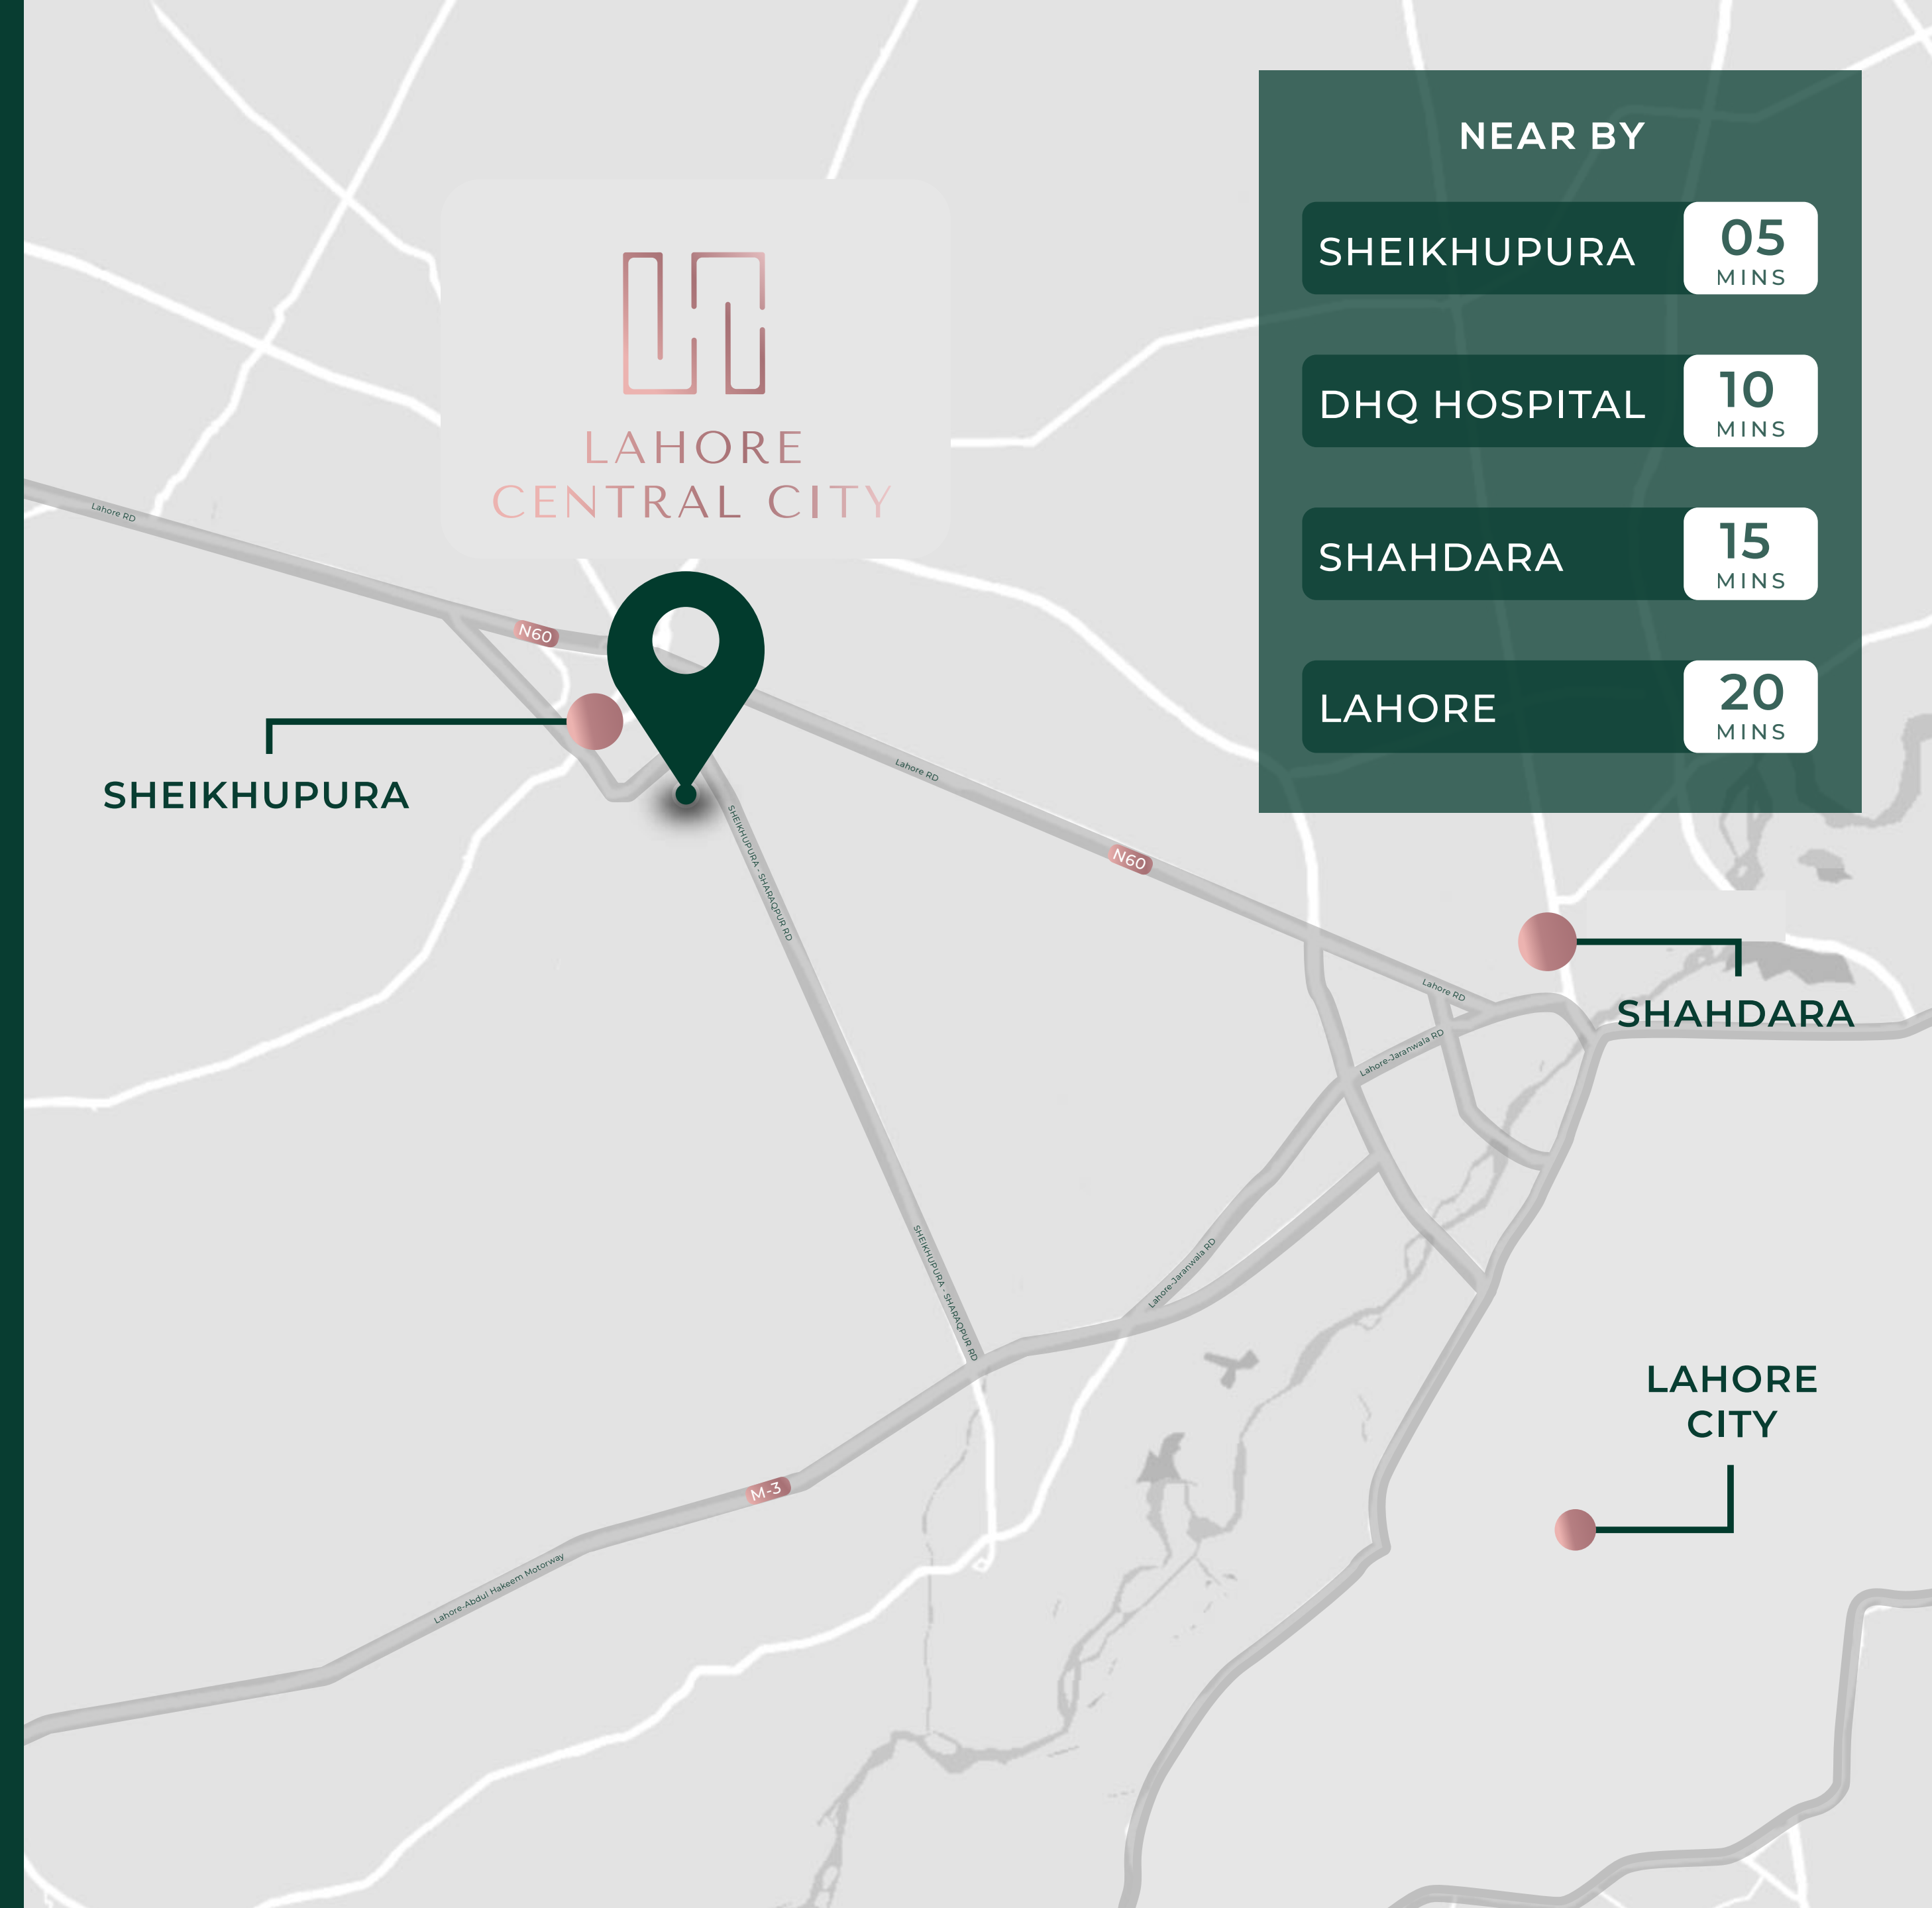 NEAR BY
SHEIKHUPURA
05
MINS
DHQ HOSPITAL
10
MINS
SHAHDARA
15
MINS
LAHORE
20
MINS
LAHORE
CENTRAL CITY
Lahore RD
N60
SHEIKHUPURA
Lahore RD
SHEIKHUPURA - SHARAQPUR RD
N60
Lahore RD
SHAHDARA
Lahore-Jaranwala RD
SHEIKHUPURA - SHARAQPUR RD
Lahore-Jaranwala RD
LAHORE
CITY
M-3
Lahore-Abdul Hakeem Motorway